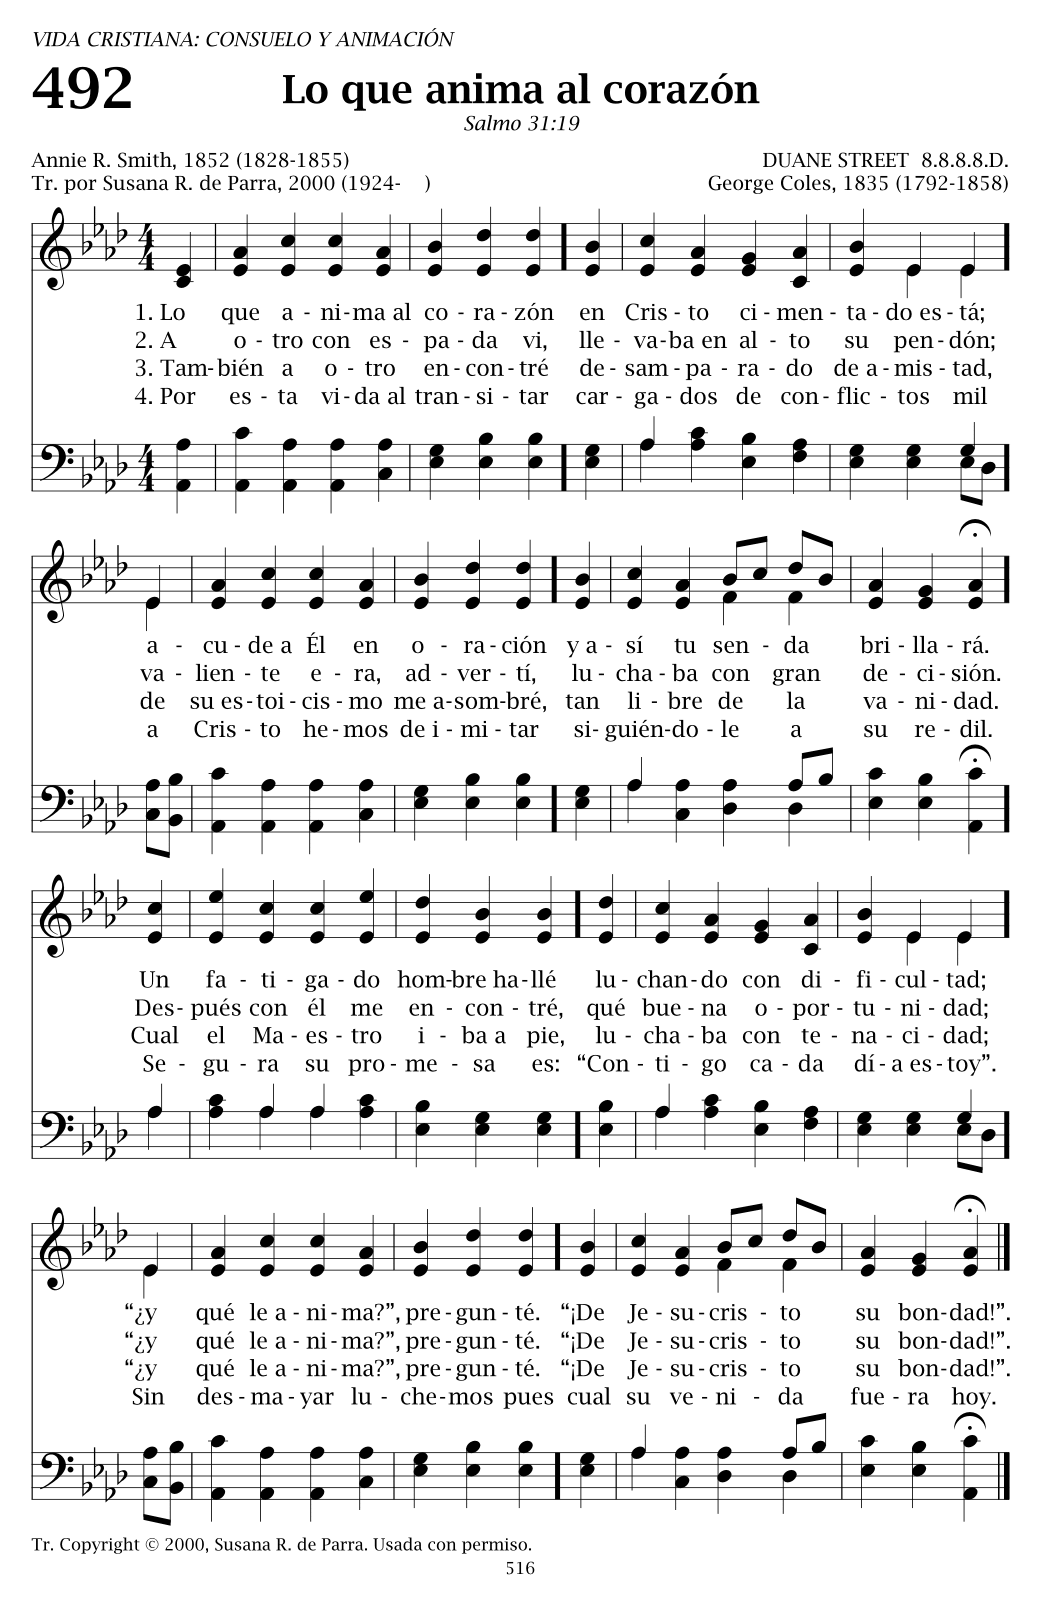 VIDA CRISTIANA: CONSUELO Y ANIMACIÓN
492
Lo que anima al corazón
Salmo 31:19
Annie R. Smith, 1852 (1828-1855)
DUANE STREET 8.8.8.8.D.
Tr. por Susana R. de Parra, 2000 (1924- )
George Coles, 1835 (1792-1858)
4 4
1. Lo que a - ni - ma al co - ra - zón en Cris - to ci - men - ta - do es - tá;
2. A o - tro con es - pa - da vi, lle - va - ba en al - to su pen - dón;
3. Tam - bién a o - tro en - con - tré de - sam - pa - ra - do de a - mis - tad,
4. Por es - ta vi - da al tran - si - tar car - ga - dos de con - flic - tos mil
4 4
a - cu - de a Él en o - ra - ción y a - sí tu sen - da bri - lla - rá.
va - lien - te e - ra, ad - ver - tí, lu - cha - ba con gran de - ci - sión.
de su es - toi - cis - mo me a - som - bré, tan li - bre de la va - ni - dad.
a Cris - to he - mos de i - mi - tar si - guién - do - le a su re - dil.
Un fa - ti - ga - do hom - bre ha - llé lu - chan - do con di - fi - cul - tad;
Des - pués con él me en - con - tré, qué bue - na o - por - tu - ni - dad;
Cual el Ma - es - tro i - ba a pie, lu - cha - ba con te - na - ci - dad;
Se - gu - ra su pro - me - sa es: “Con - ti - go ca - da dí - a es - toy”.
“¿y qué le a - ni - ma?”, pre - gun - té. “¡De Je - su - cris - to su bon - dad!”.
“¿y qué le a - ni - ma?”, pre - gun - té. “¡De Je - su - cris - to su bon - dad!”.
“¿y qué le a - ni - ma?”, pre - gun - té. “¡De Je - su - cris - to su bon - dad!”.
Sin des - ma - yar lu - che - mos pues cual su ve - ni - da fue - ra hoy.
Tr. Copyright © 2000, Susana R. de Parra. Usada con permiso.
516